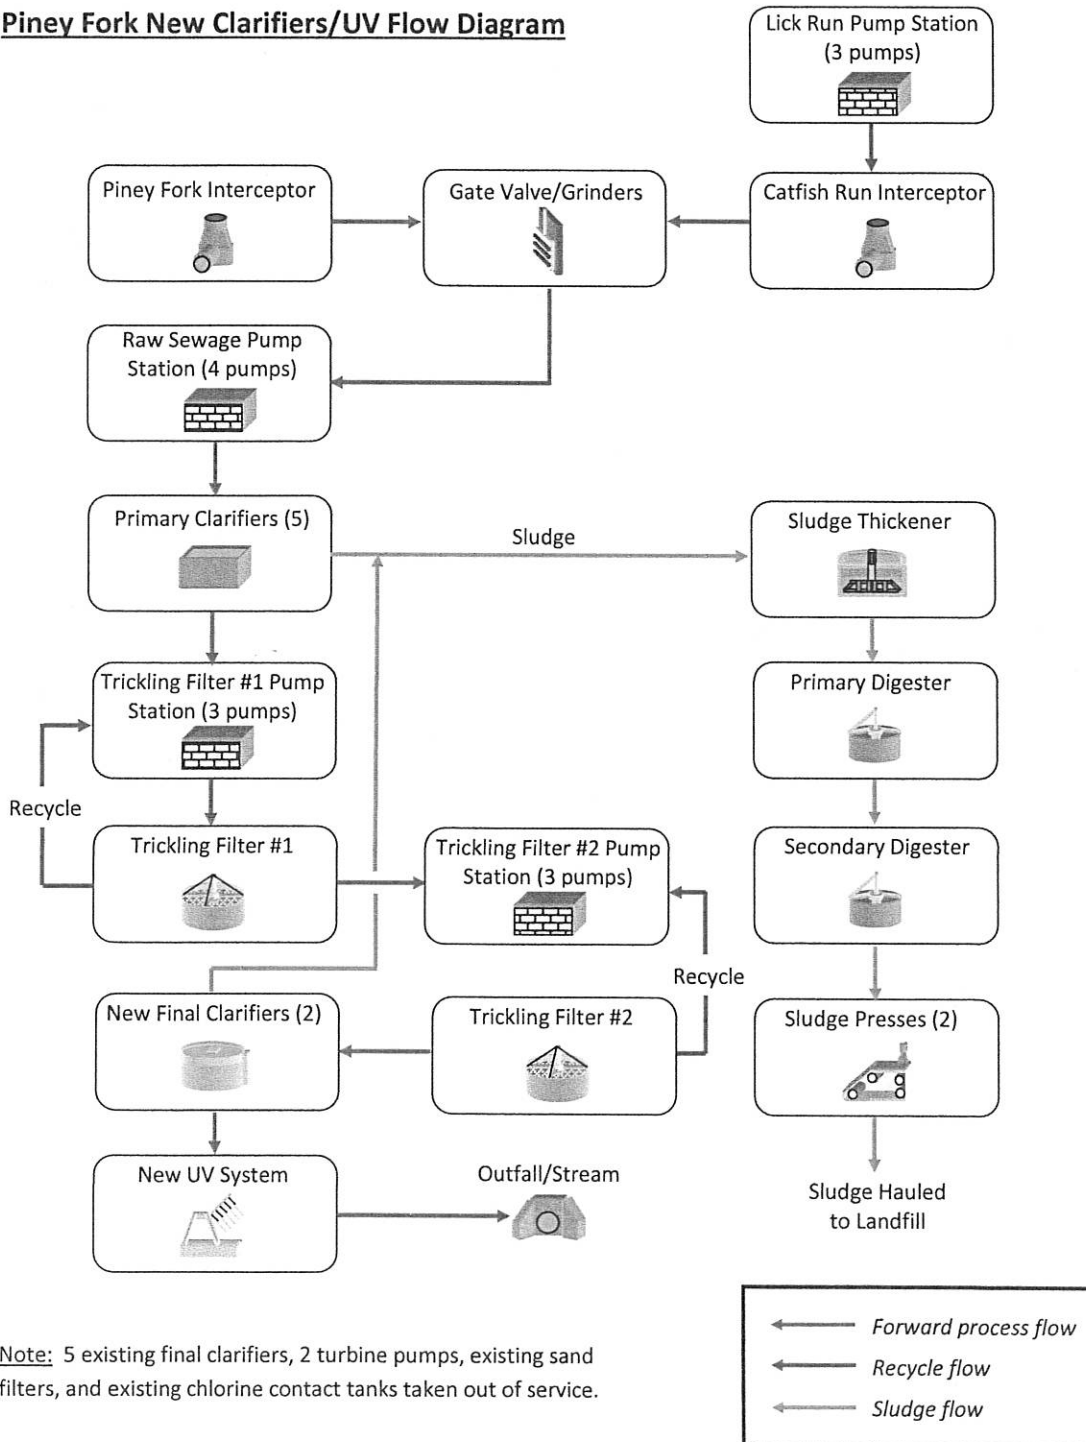 Piney Fork New Clarifiers/UV Flow Diagram
Lick Run Pump Station
(3 pumps)
Piney Fork Interceptor
Gate Valve/Grinders
Catfish Run Interceptor
Raw Sewage Pump
Station (4 pumps)
Primary Clarifiers (5)
Sludge
Sludge Thickener
Trickling Filter #1 Pump
Station (3 pumps)
Primary Digester
Recycle
Trickling Filter #1
Trickling Filter #2 Pump
Station (3 pumps)
Secondary Digester
Recycle
New Final Clarifiers (2)
Trickling Filter #2
Sludge Presses (2)
New UV System
Outfall/Stream
Sludge Hauled
to Landfill
Note: 5 existing final clarifiers, 2 turbine pumps, existing sand
filters, and existing chlorine contact tanks taken out of service.
Forward process flow
Recycle flow
Sludge flow